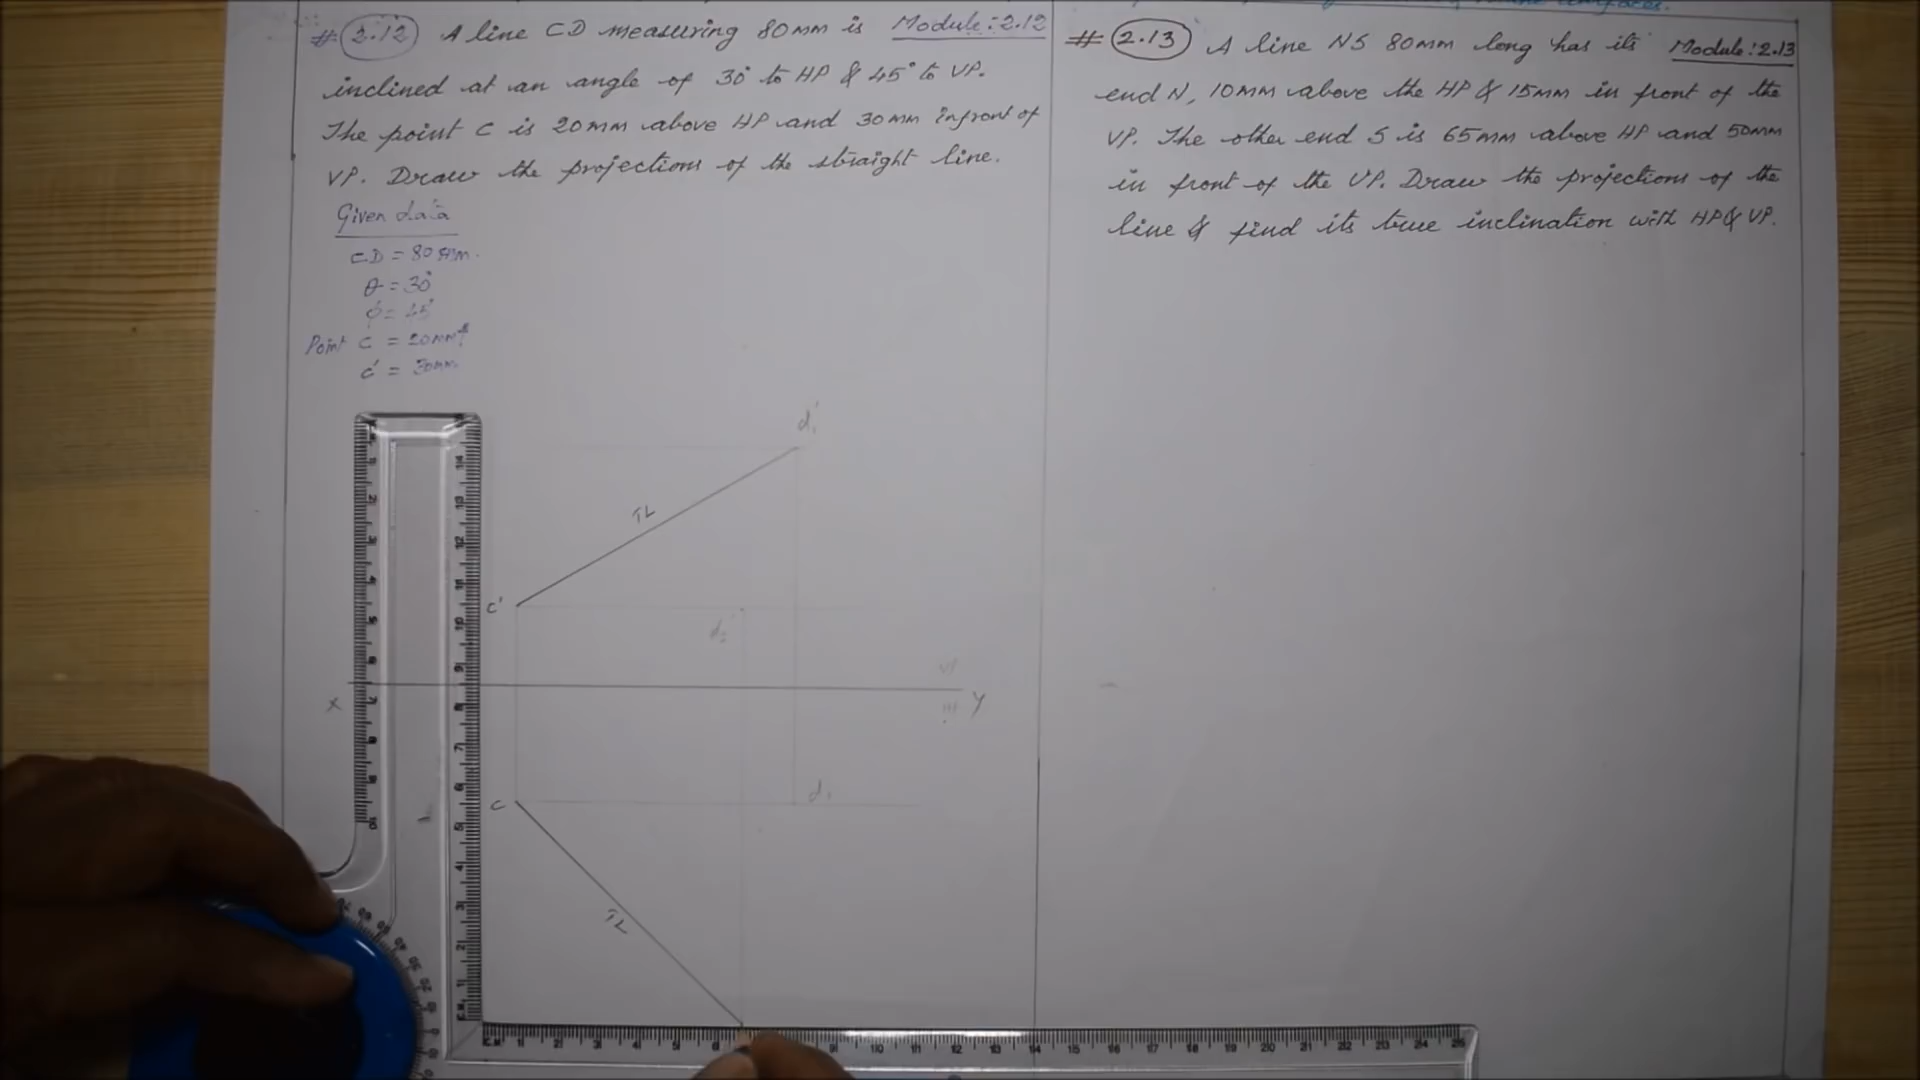 # 2.12 A line CD measuring 80mm is Module:2.12
inclined at an angle of 30° to HP & 45° to VP.
The point C is 20mm above HP and 30mm infront of
VP. Draw the projections of the straight line.
Given data
CD = 80mm.
θ = 30°
φ = 45°
Point C = 20mm
c' = 30mm.
d₁'
TL
c'
d₂'
VP
X
Y
c
d₁
TL
# 2.13 A line NS 80mm long has its Module:2.13
end N, 10mm above the HP & 15mm in front of the
VP. The other end S is 65mm above HP and 50mm
in front of the VP. Draw the projections of the
line & find its true inclination with HP & VP.